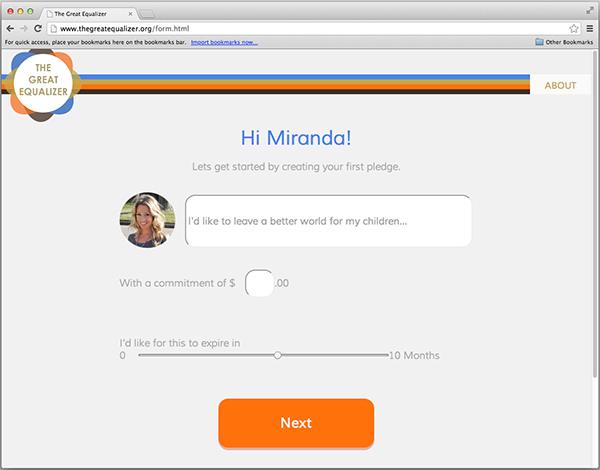 The Great Equalizer
www.thegreatequalizer.org/form.html
For quick access, place your bookmarks here on the bookmarks bar. Import bookmarks now... Other Bookmarks
THE
GREAT
EQUALIZER
ABOUT
Hi Miranda!
Lets get started by creating your first pledge.
I'd like to leave a better world for my children...
With a commitment of $ .00
I'd like for this to expire in
0 10 Months
Next